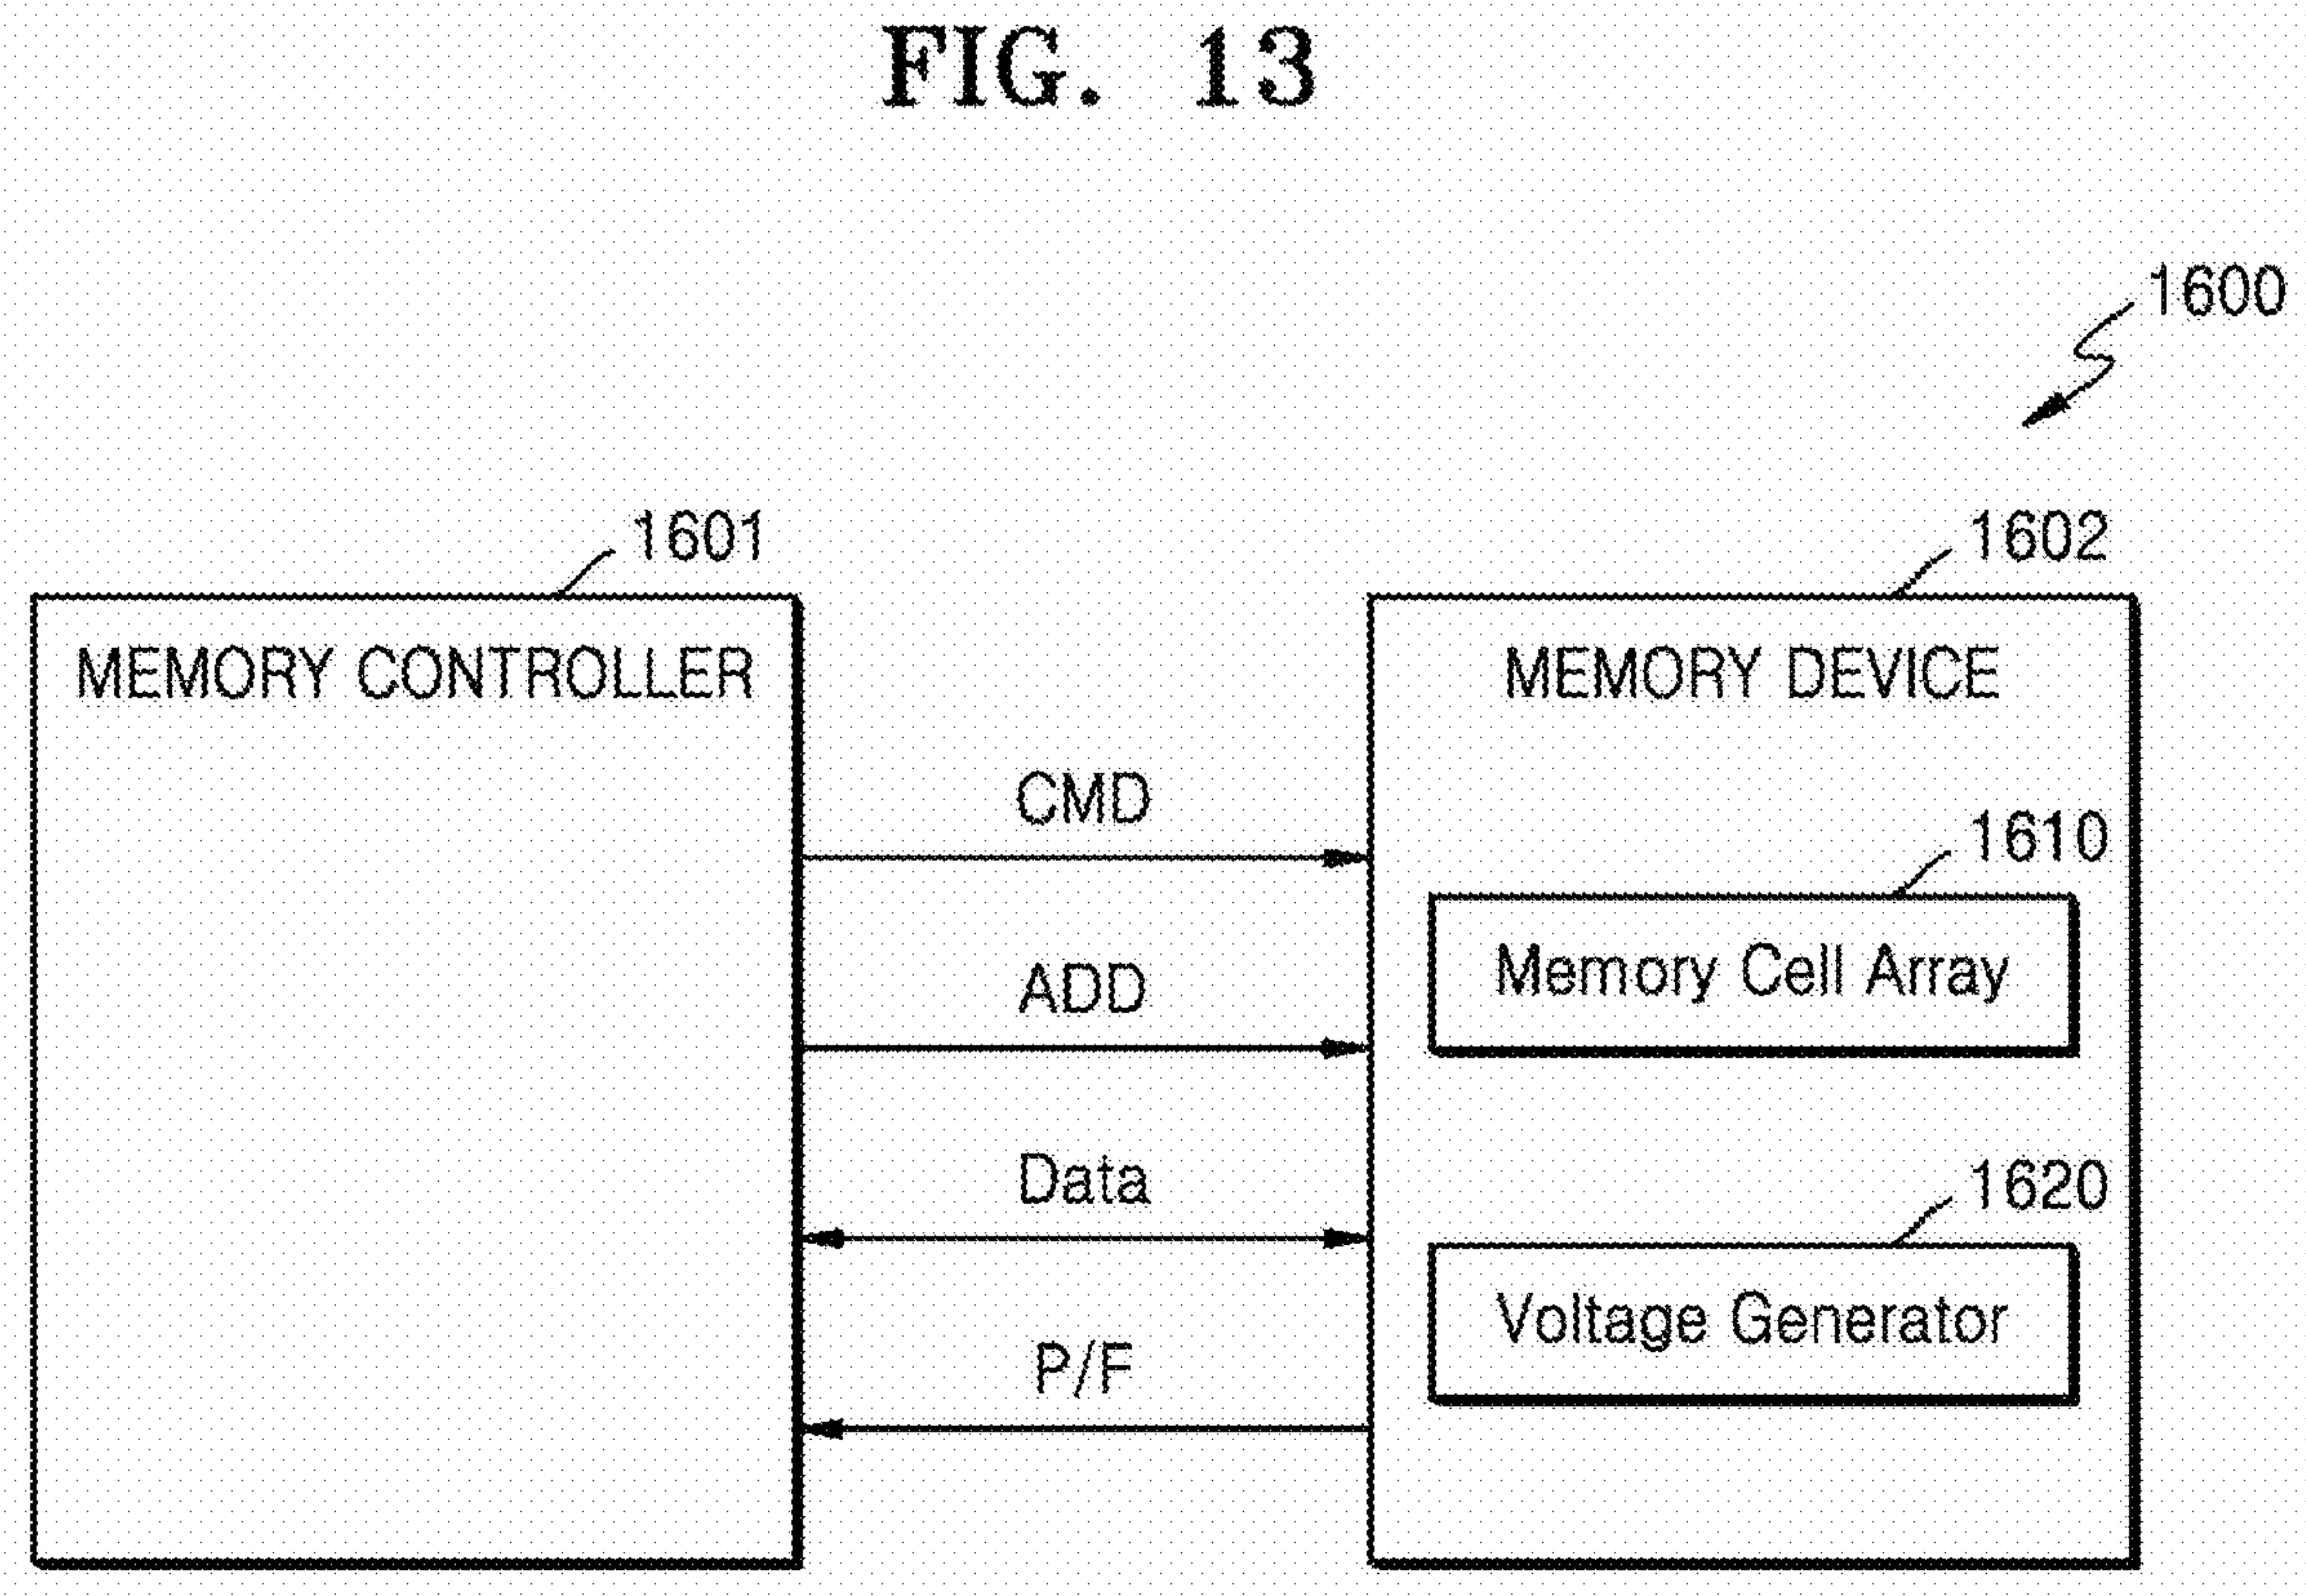 FIG. 13
1600
1601
1602
MEMORY CONTROLLER
MEMORY DEVICE
CMD
1610
Memory Cell Array
ADD
Data
1620
Voltage Generator
P/F